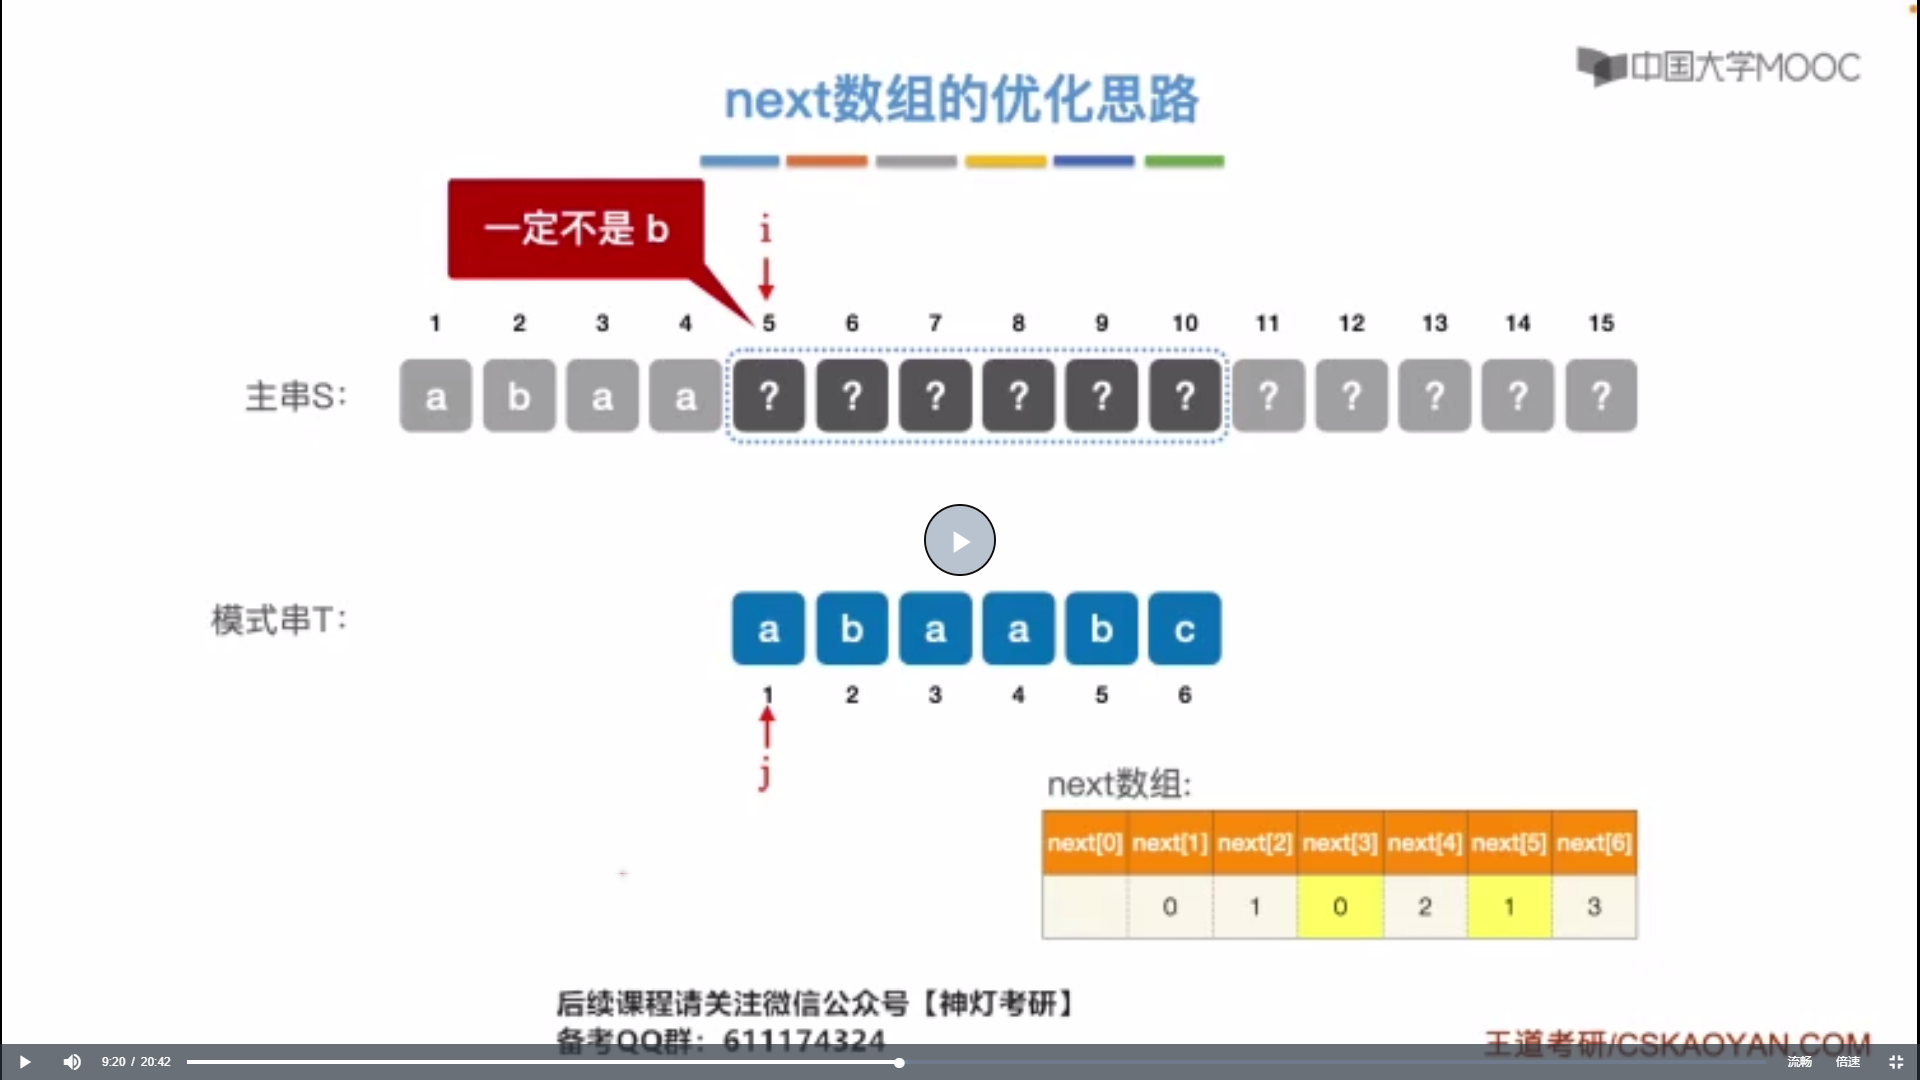 中国大学MOOC
next数组的优化思路
一定不是 b
i
1 2 3 4 5 6 7 8 9 10 11 12 13 14 15
主串S: a b a a ? ? ? ? ? ? ? ? ? ? ?
模式串T: a b a a b c
1 2 3 4 5 6
j
next数组:
next[0] next[1] next[2] next[3] next[4] next[5] next[6]
0 1 0 2 1 3
后续课程请关注微信公众号【神灯考研】
备考QQ群：611174324
王道考研/CSKAOYAN.COM
9:20 / 20:42 流畅 倍速